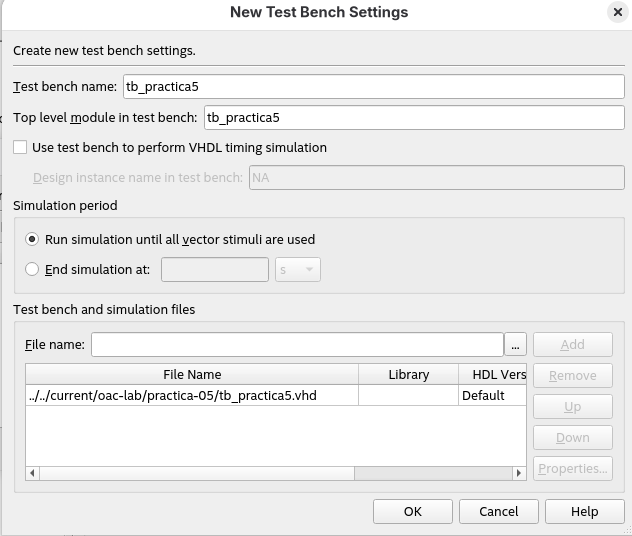 New Test Bench Settings
Create new test bench settings.
Test bench name: tb_practica5
Top level module in test bench: tb_practica5
Use test bench to perform VHDL timing simulation
Design instance name in test bench: NA
Simulation period
Run simulation until all vector stimuli are used
End simulation at: s
Test bench and simulation files
File name: ... Add
File Name Library HDL Vers
../../current/oac-lab/practica-05/tb_practica5.vhd Default
Remove
Up
Down
Properties...
OK Cancel Help